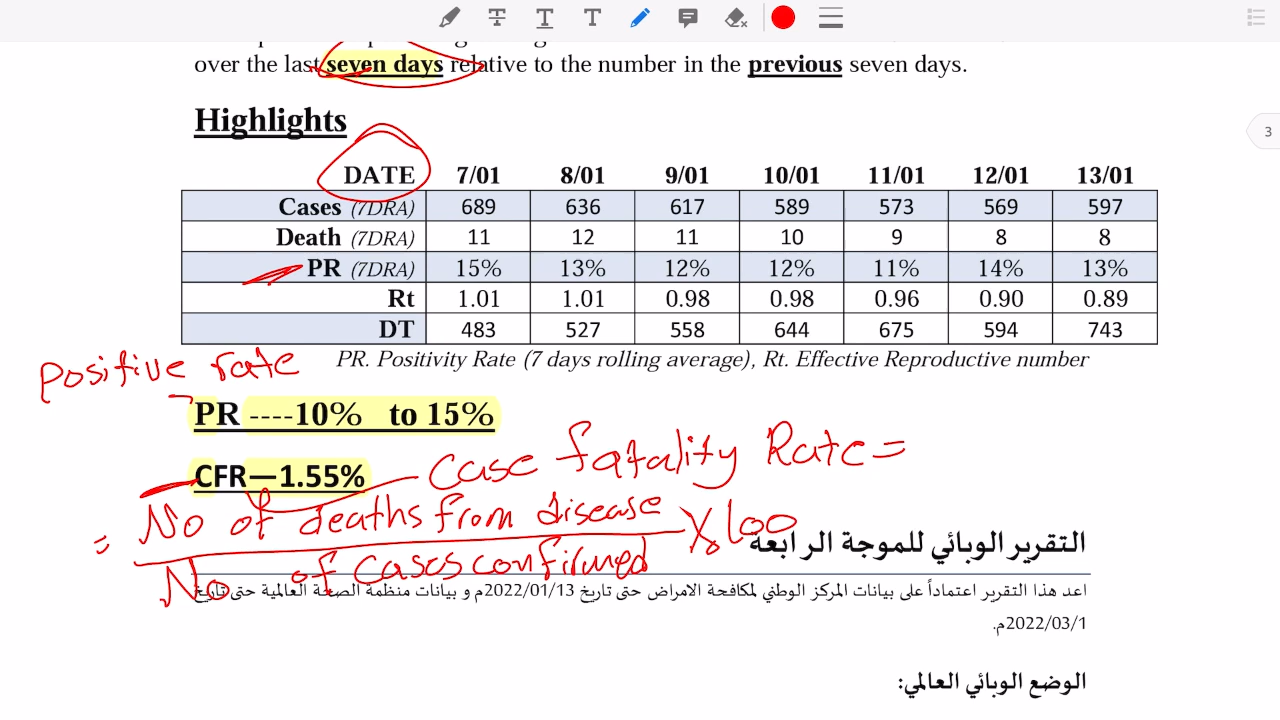 over the last seven days relative to the number in the previous seven days.
Highlights
DATE 7/01 8/01 9/01 10/01 11/01 12/01 13/01
Cases (7DRA) 689 636 617 589 573 569 597
Death (7DRA) 11 12 11 10 9 8 8
PR (7DRA) 15% 13% 12% 12% 11% 14% 13%
Rt 1.01 1.01 0.98 0.98 0.96 0.90 0.89
DT 483 527 558 644 675 594 743
PR. Positivity Rate (7 days rolling average), Rt. Effective Reproductive number
positive rate
PR ----10% to 15%
CFR—1.55% Case fatality Rate =
= No of deaths from disease
No of cases confirmed X 100
التقرير الوبائي للموجة الرابعة
اعد هذا التقرير اعتماداً على بيانات المركز الوطني لمكافحة الامراض حتى تاريخ 2022/01/13م و بيانات منظمة الصحة العالمية حتى تاريخ
2022/03/1م.
الوضع الوبائي العالمي:
3